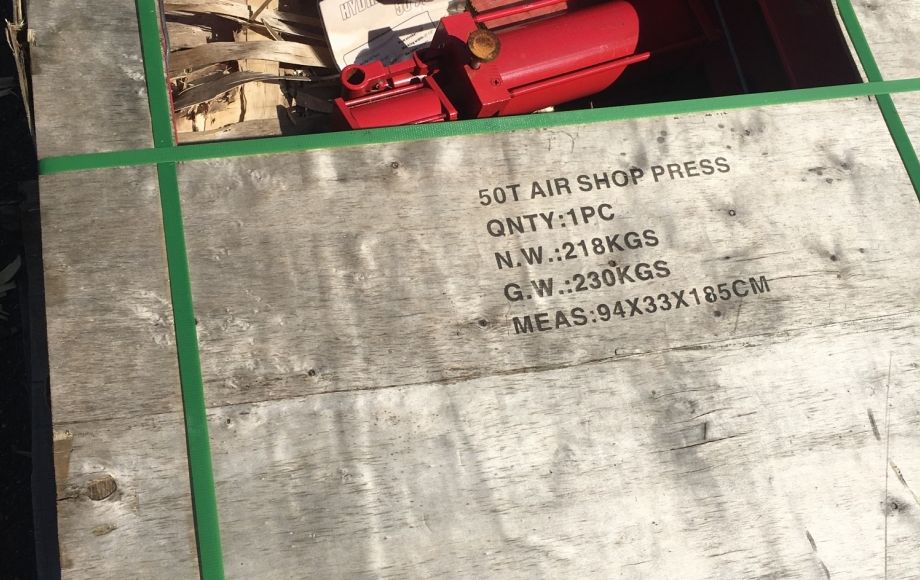 50T AIR SHOP PRESS
QNTY:1PC
N.W.:218KGS
G.W.:230KGS
MEAS:94X33X185CM